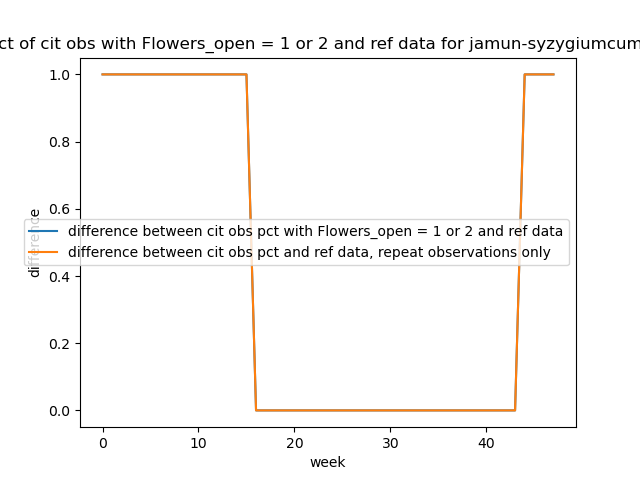 ct of cit obs with Flowers_open = 1 or 2 and ref data for jamun-syzygiumcum
1.0
0.8
0.6
0.4
0.2
0.0
difference
difference between cit obs pct with Flowers_open = 1 or 2 and ref data
difference between cit obs pct and ref data, repeat observations only
0 10 20 30 40
week